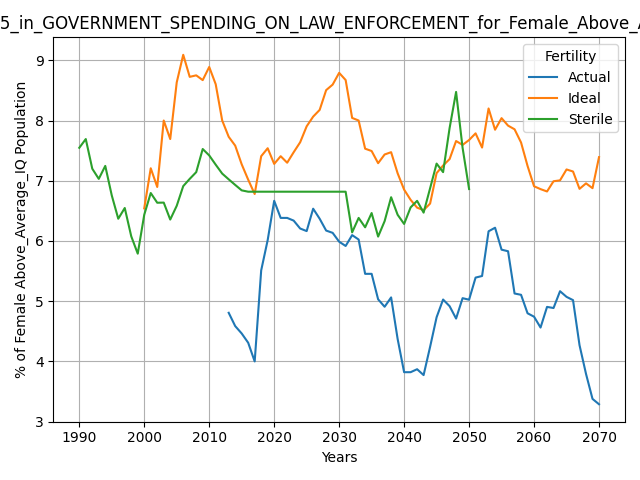 5_in_GOVERNMENT_SPENDING_ON_LAW_ENFORCEMENT_for_Female_Above_
Fertility
Actual
Ideal
Sterile
% of Female Above_Average_IQ Population
9
8
7
6
5
4
3
1990 2000 2010 2020 2030 2040 2050 2060 2070
Years